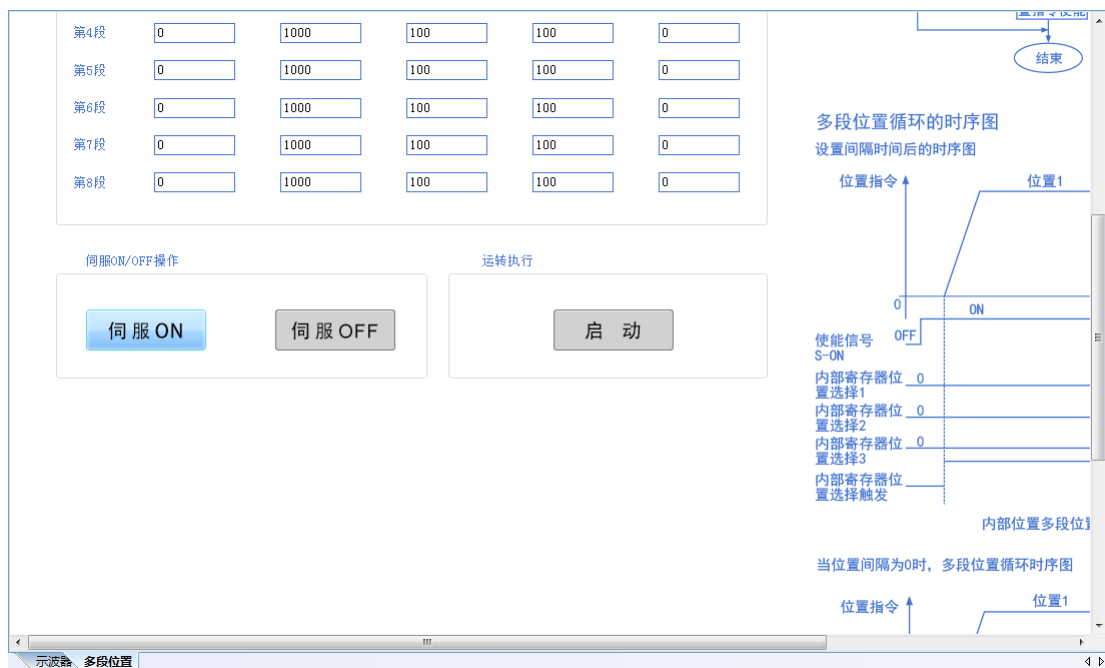 置指令使能
结束
第4段 0 1000 100 100 0
第5段 0 1000 100 100 0
第6段 0 1000 100 100 0
第7段 0 1000 100 100 0
第8段 0 1000 100 100 0
伺服ON/OFF操作
伺服ON
伺服OFF
运转执行
启 动
多段位置循环的时序图
设置间隔时间后的时序图
位置指令
位置1
0
ON
OFF
使能信号
S-ON
内部寄存器位 0
置选择1
内部寄存器位 0
置选择2
内部寄存器位 0
置选择3
内部寄存器位
置选择触发
内部位置多段位
当位置间隔为0时，多段位置循环时序图
位置指令
位置1
示波器
多段位置